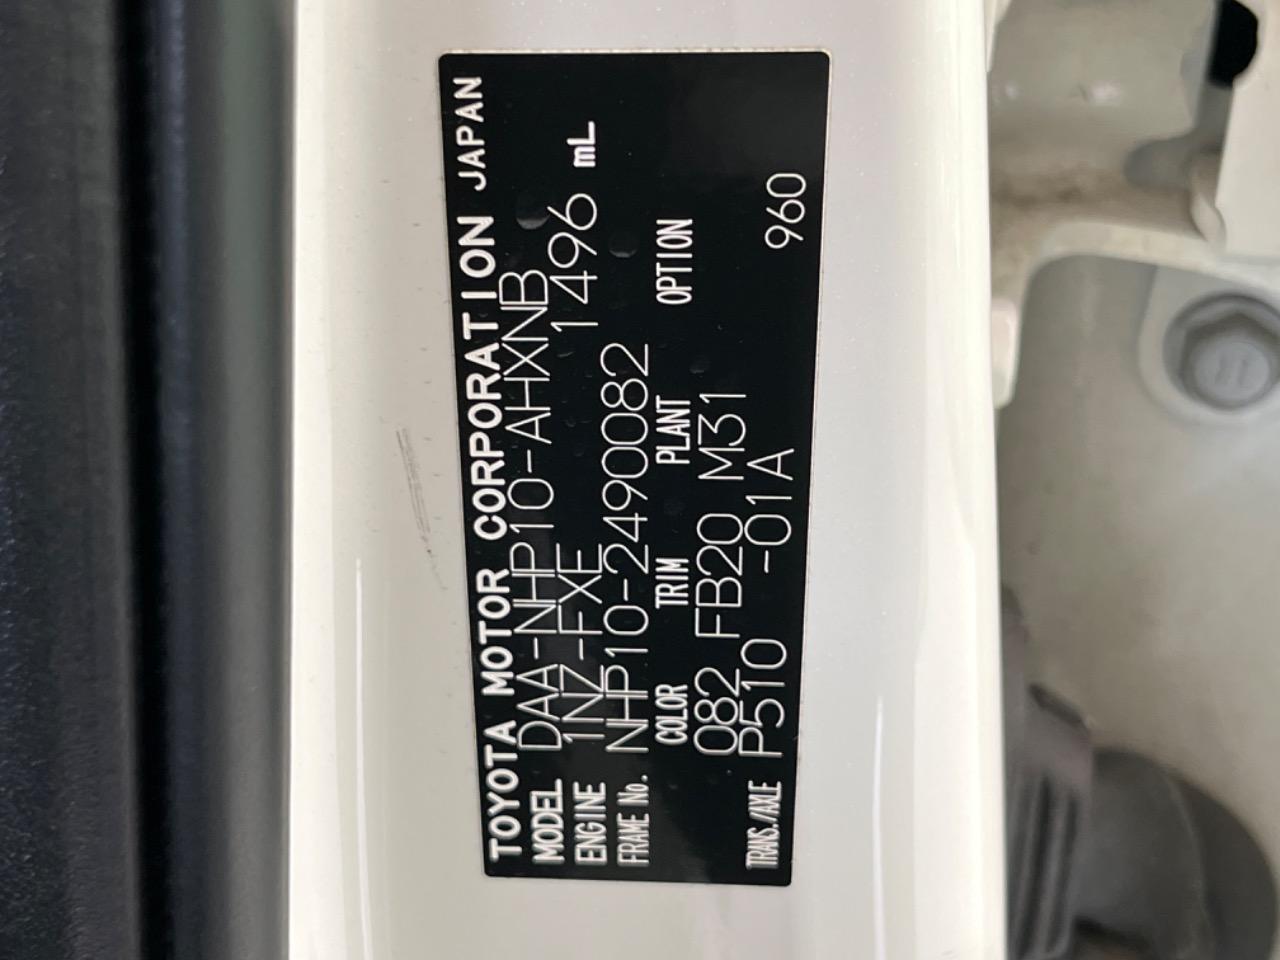 TOYOTA MOTOR CORPORATION JAPAN
MODEL DAA-NHP10-AHXNB
ENGINE 1NZ-FXE 1496 mL
FRAME No. NHP10-2490082
COLOR TRIM PLANT OPTION
082 FB20 M31
TRANS./AXLE P510 -01A 960